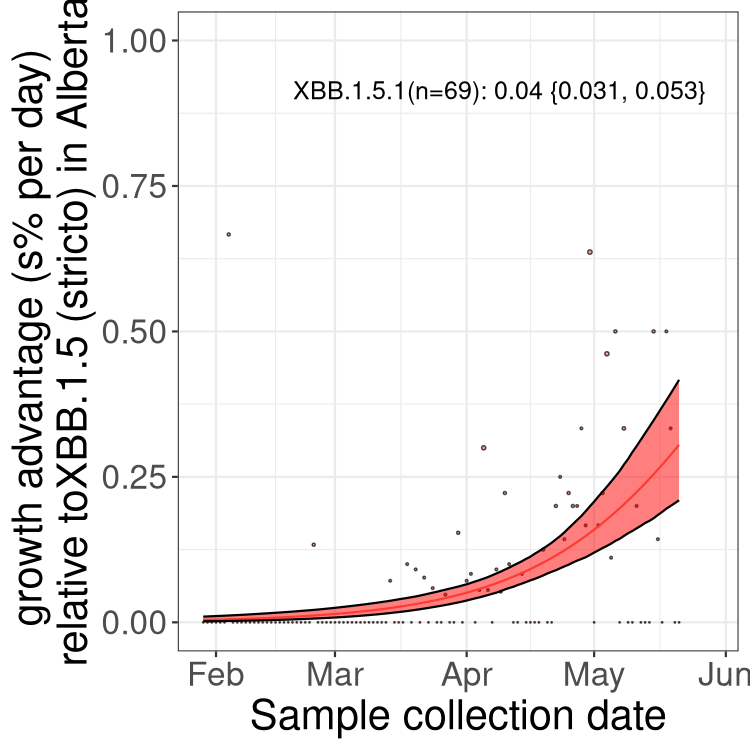 growth advantage (s% per day)
relative toXBB.1.5 (stricto) in Alberta
1.00
0.75
0.50
0.25
0.00
XBB.1.5.1(n=69): 0.04 {0.031, 0.053}
Feb Mar Apr May Jun
Sample collection date